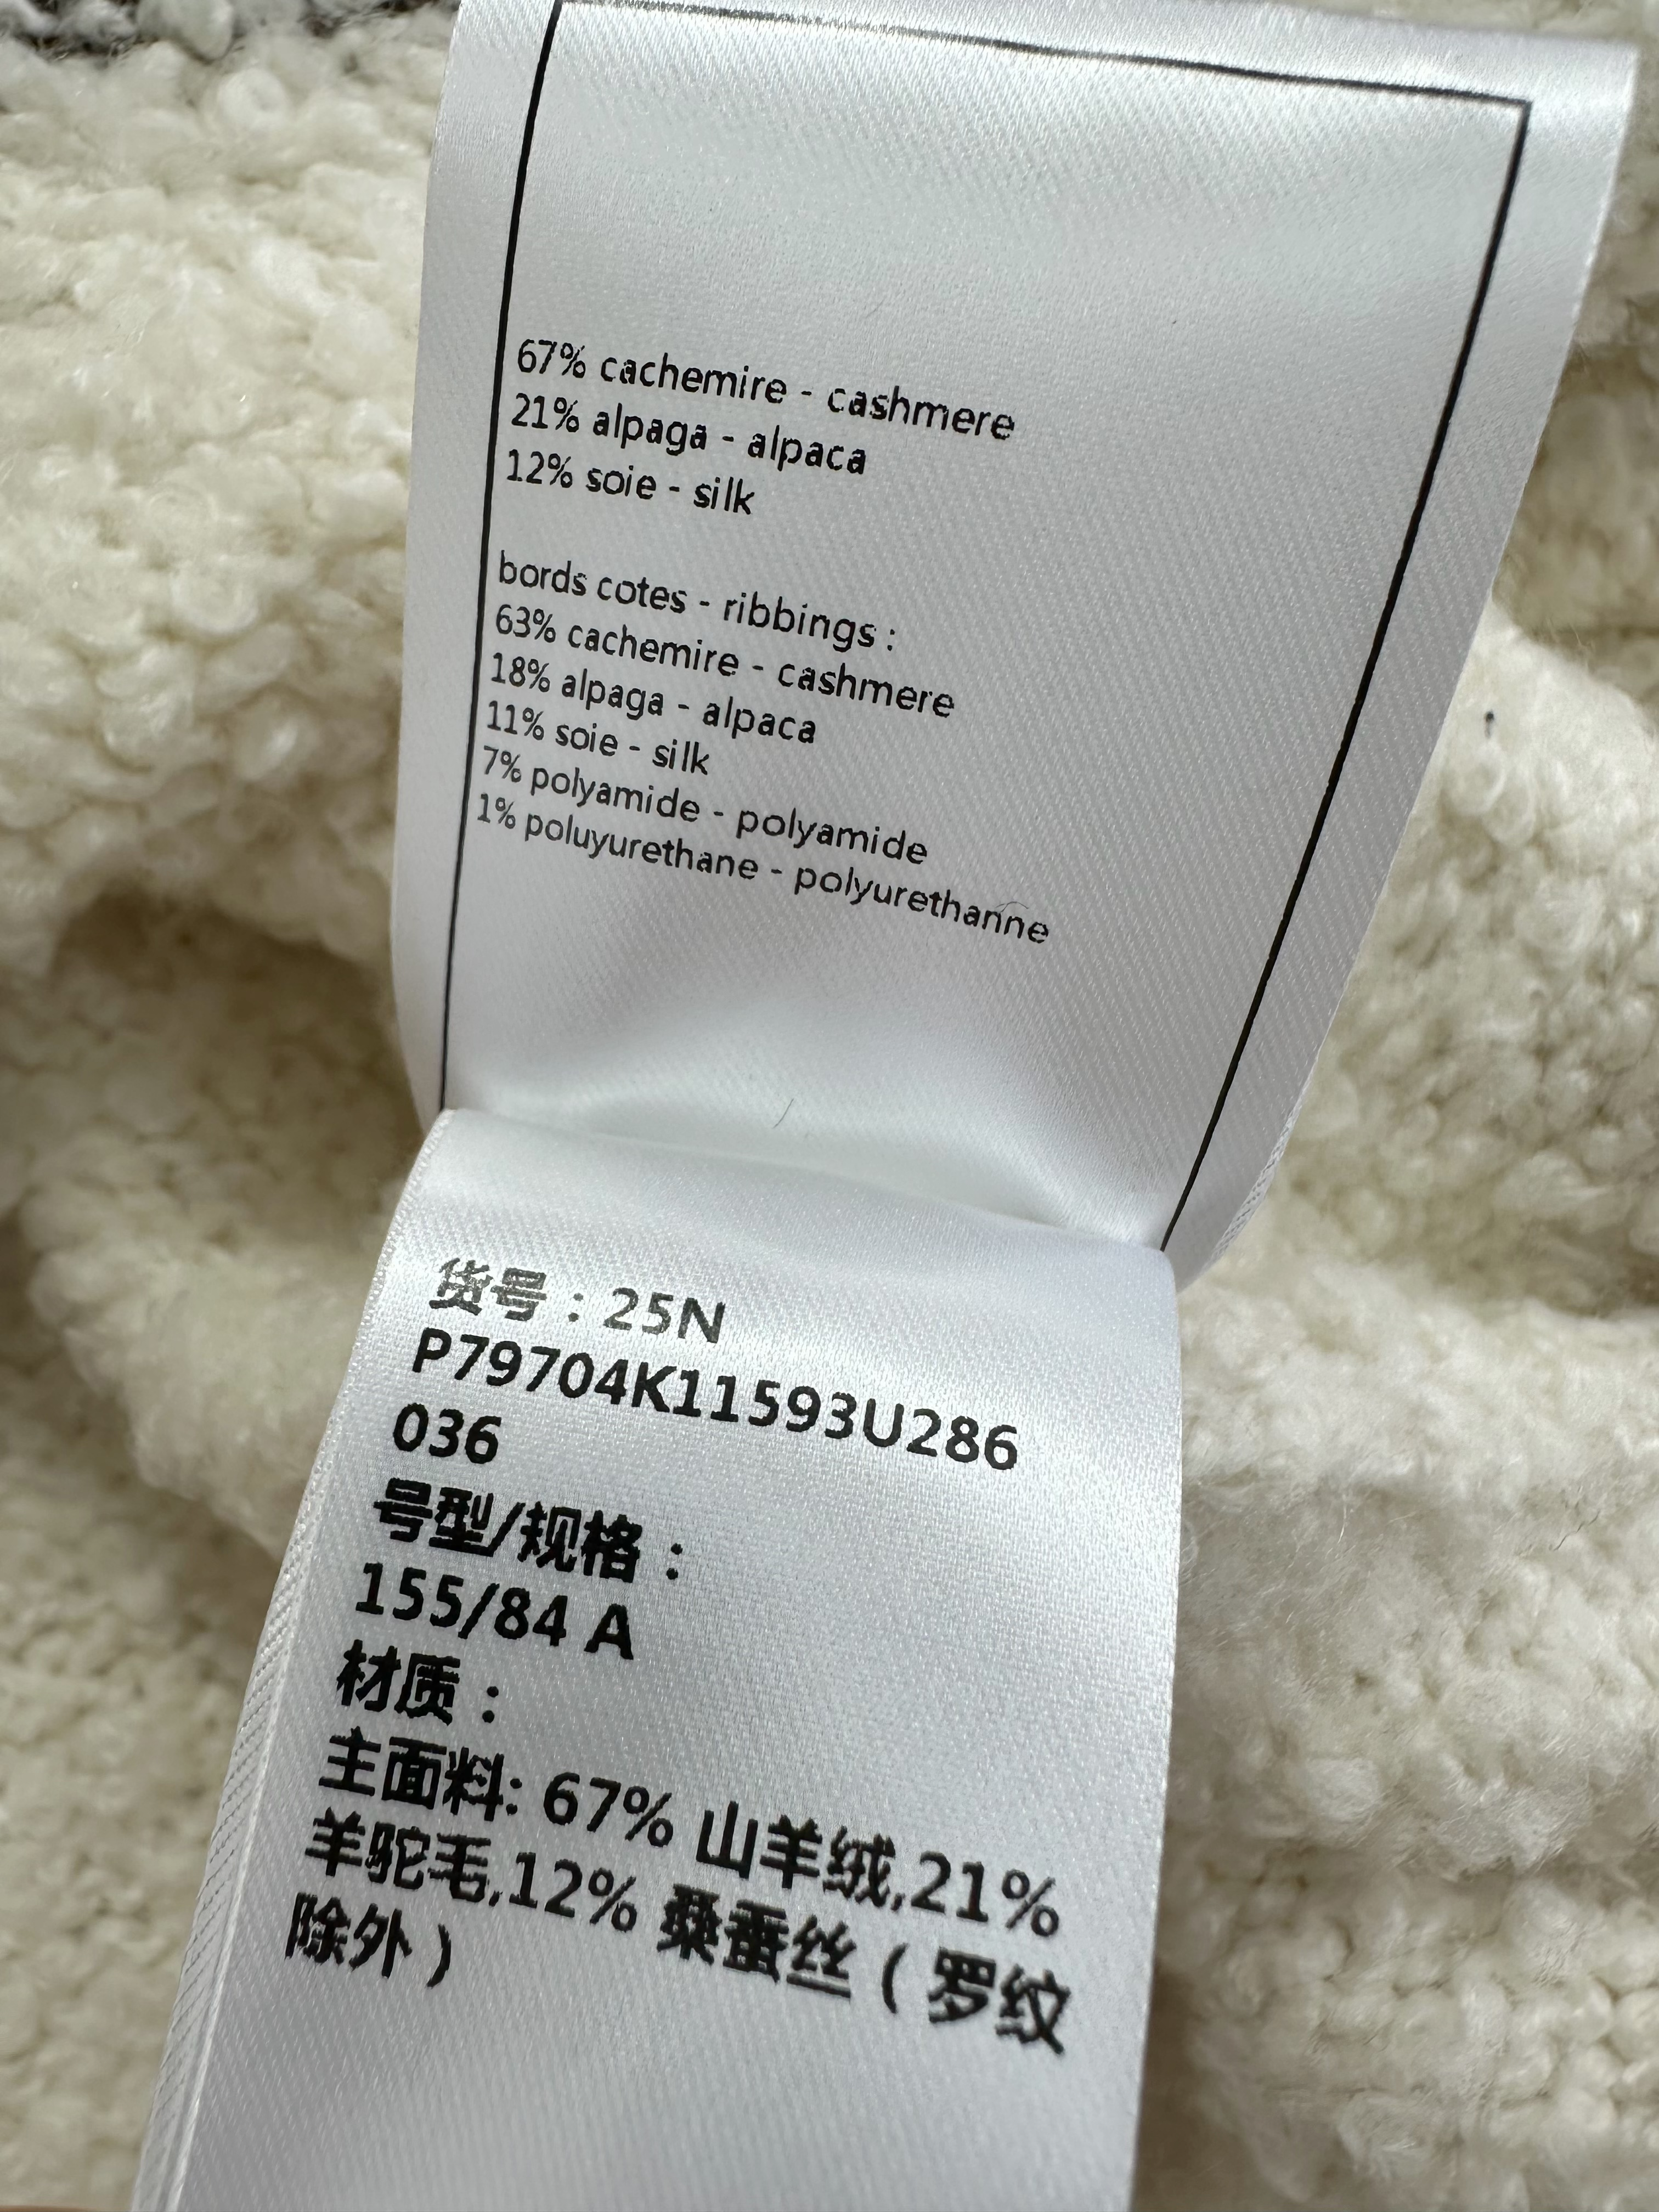 67% cachemire - cashmere
21% alpaga - alpaca
12% soie - silk
bords cotes - ribbings :
63% cachemire - cashmere
18% alpaga - alpaca
11% soie - silk
7% polyamide - polyamide
1% poluyurethane - polyurethanne
货号：25N
P79704K11593U286
036
号型/规格：
155/84 A
材质：
主面料: 67% 山羊绒,21%
羊驼毛,12% 桑蚕丝（罗纹
除外）